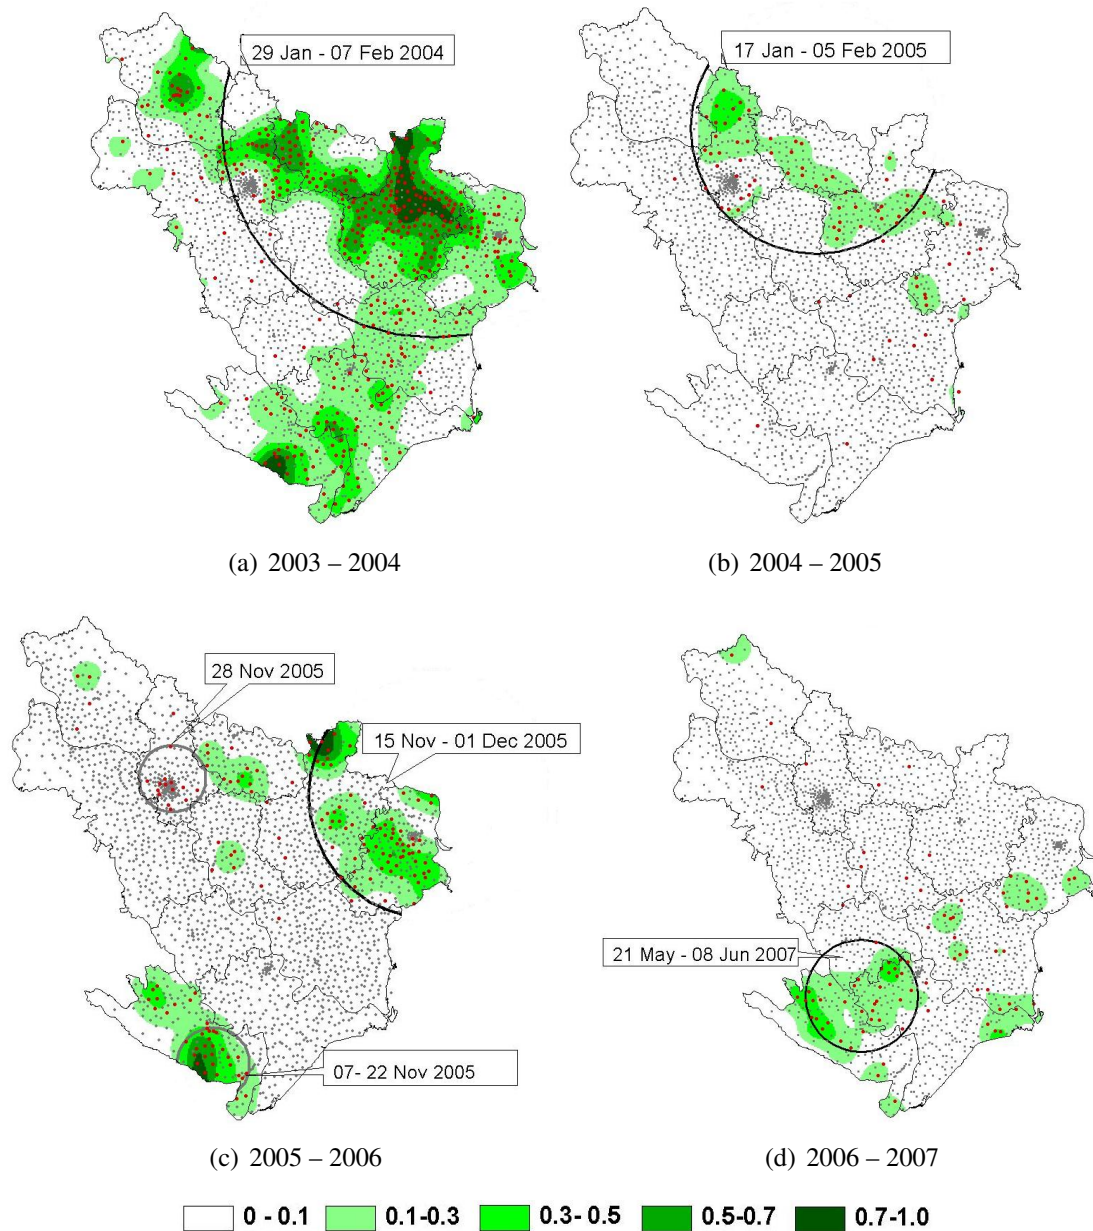 29 Jan - 07 Feb 2004
17 Jan - 05 Feb 2005
(a) 2003 – 2004
(b) 2004 – 2005
28 Nov 2005
15 Nov - 01 Dec 2005
21 May - 08 Jun 2007
07- 22 Nov 2005
(c) 2005 – 2006
(d) 2006 – 2007
0 - 0.1
0.1-0.3
0.3- 0.5
0.5-0.7
0.7-1.0